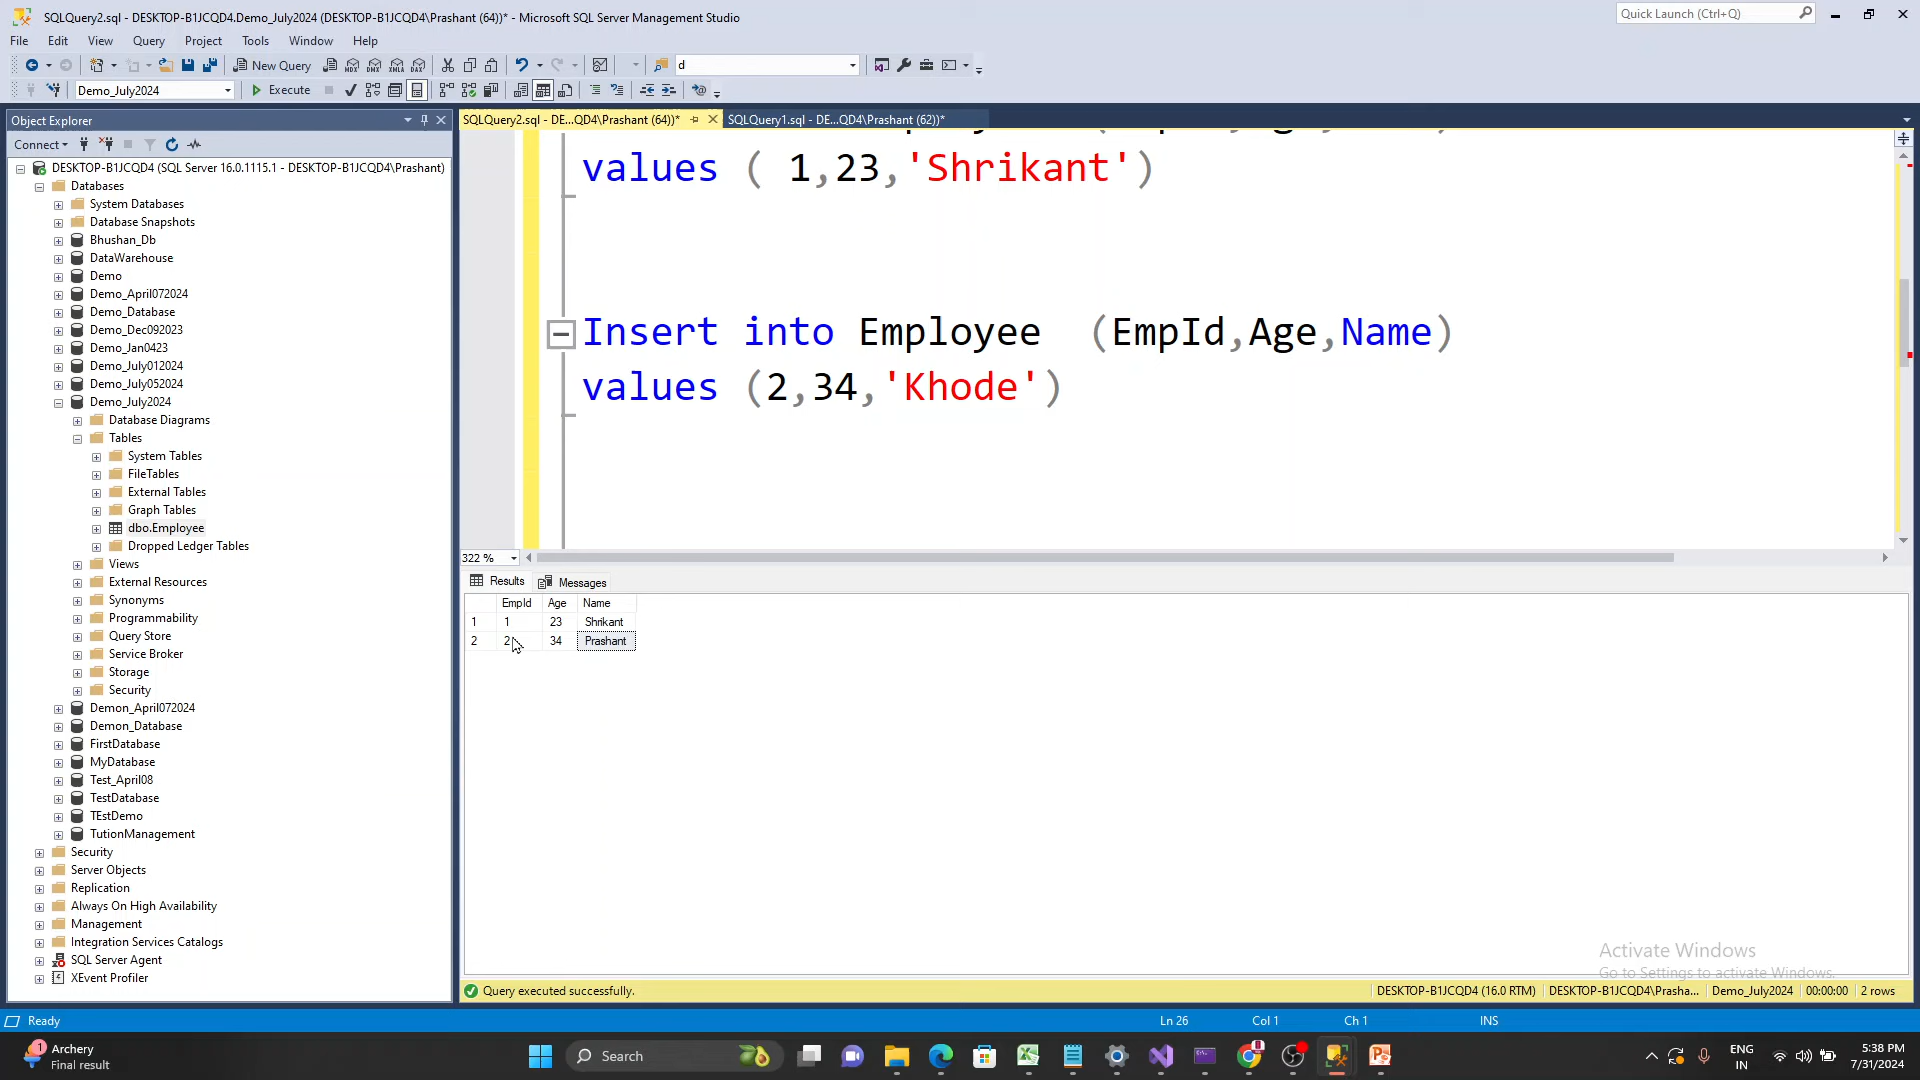 SQLQuery2.sql - DESKTOP-B1JCQD4.Demo_July2024 (DESKTOP-B1JCQD4\Prashant (64))* - Microsoft SQL Server Management Studio
Quick Launch (Ctrl+Q)
File Edit View Query Project Tools Window Help
New Query
MDX DMX XMLA DAX
d
Demo_July2024
Execute
Object Explorer
Connect
DESKTOP-B1JCQD4 (SQL Server 16.0.1115.1 - DESKTOP-B1JCQD4\Prashant)
Databases
System Databases
Database Snapshots
Bhushan_Db
DataWarehouse
Demo
Demo_April072024
Demo_Database
Demo_Dec092023
Demo_Jan0423
Demo_July012024
Demo_July052024
Demo_July2024
Database Diagrams
Tables
System Tables
FileTables
External Tables
Graph Tables
dbo.Employee
Dropped Ledger Tables
Views
External Resources
Synonyms
Programmability
Query Store
Service Broker
Storage
Security
Demon_April072024
Demon_Database
FirstDatabase
MyDatabase
Test_April08
TestDatabase
TEstDemo
TutionManagement
Security
Server Objects
Replication
Always On High Availability
Management
Integration Services Catalogs
SQL Server Agent
XEvent Profiler
SQLQuery2.sql - DE...QD4\Prashant (64))*
SQLQuery1.sql - DE...QD4\Prashant (62))*
values ( 1,23,'Shrikant')
Insert into Employee (EmpId,Age,Name)
values (2,34,'Khode')
322 %
Results Messages
EmpId Age Name
1 1 23 Shrikant
2 2 34 Prashant
Activate Windows
Go to Settings to activate Windows.
Query executed successfully.
DESKTOP-B1JCQD4 (16.0 RTM) DESKTOP-B1JCQD4\Prasha... Demo_July2024 00:00:00 2 rows
Ready
Ln 26 Col 1 Ch 1 INS
1
Archery
Final result
Search
ENG
IN
5:38 PM
7/31/2024